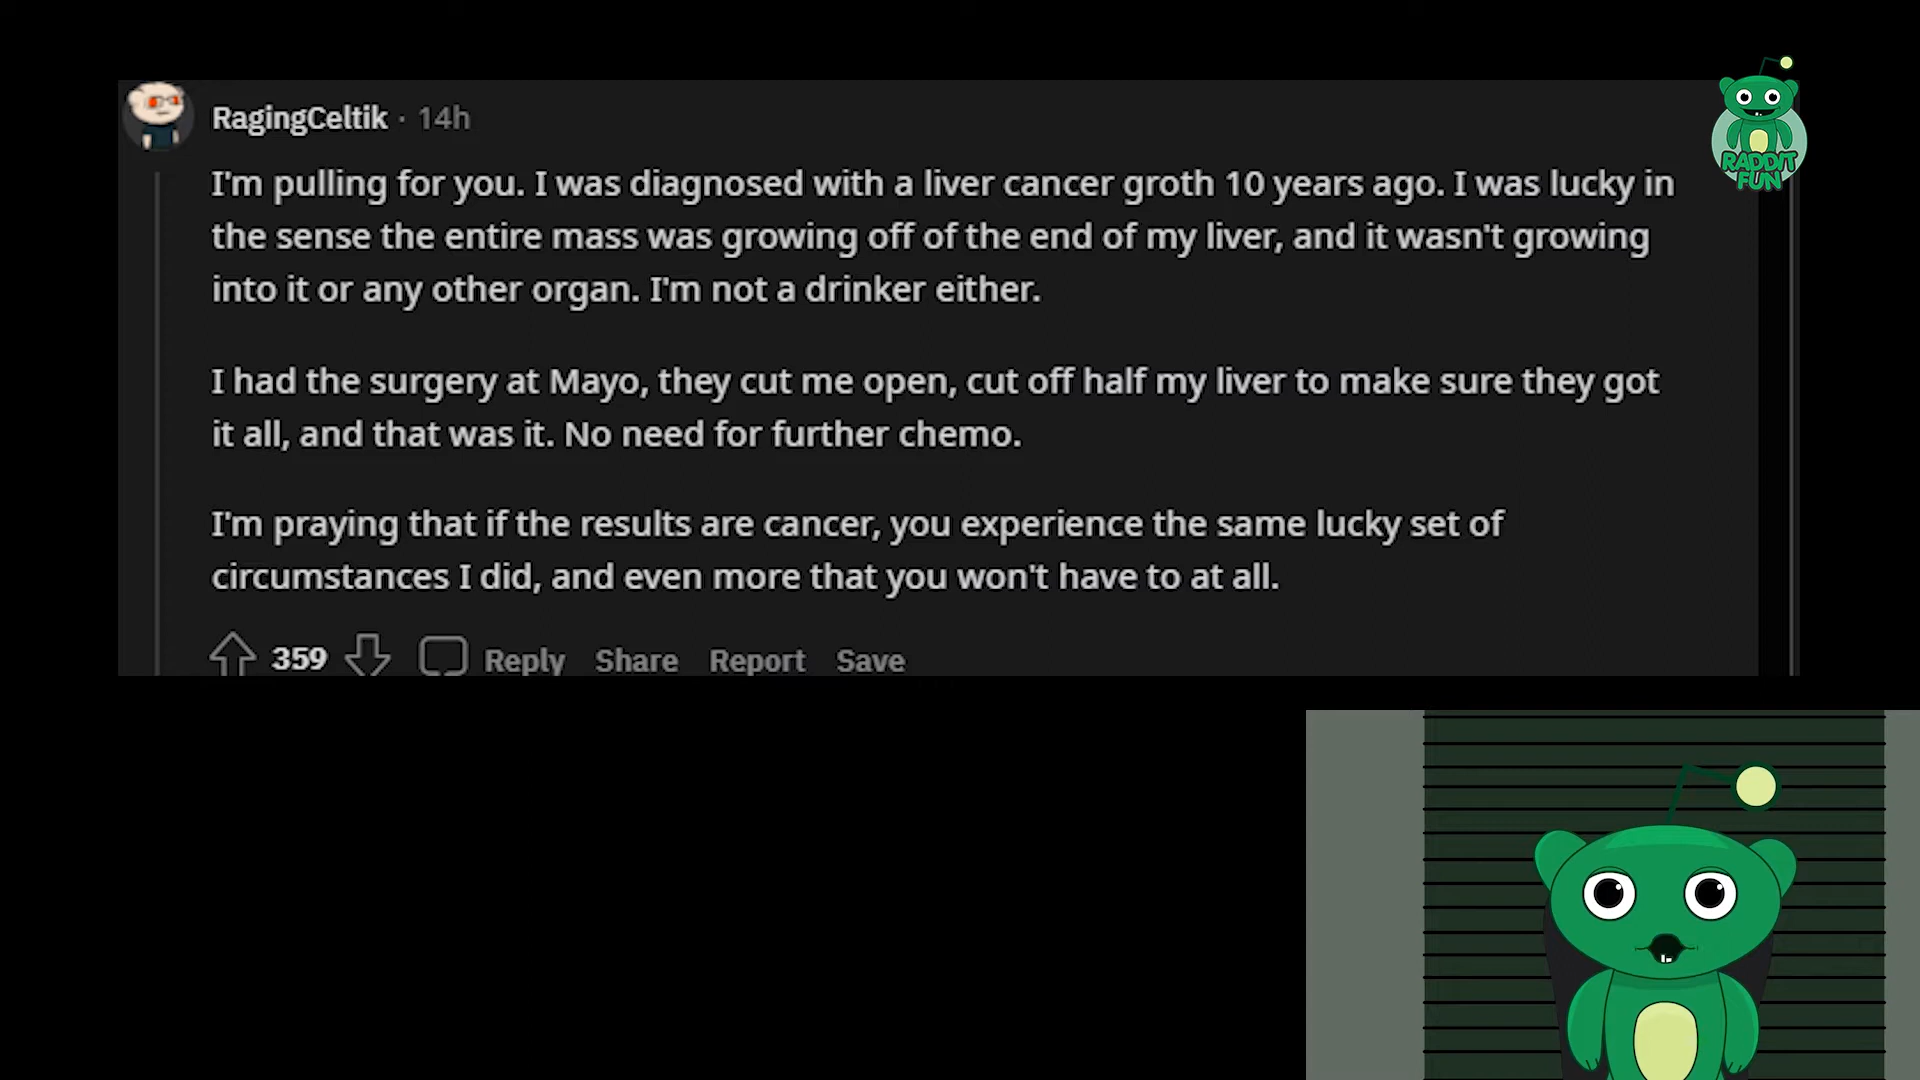 RagingCeltik · 14h
I'm pulling for you. I was diagnosed with a liver cancer groth 10 years ago. I was lucky in
the sense the entire mass was growing off of the end of my liver, and it wasn't growing
into it or any other organ. I'm not a drinker either.
I had the surgery at Mayo, they cut me open, cut off half my liver to make sure they got
it all, and that was it. No need for further chemo.
I'm praying that if the results are cancer, you experience the same lucky set of
circumstances I did, and even more that you won't have to at all.
359 Reply Share Report Save
RADDIT
FUN